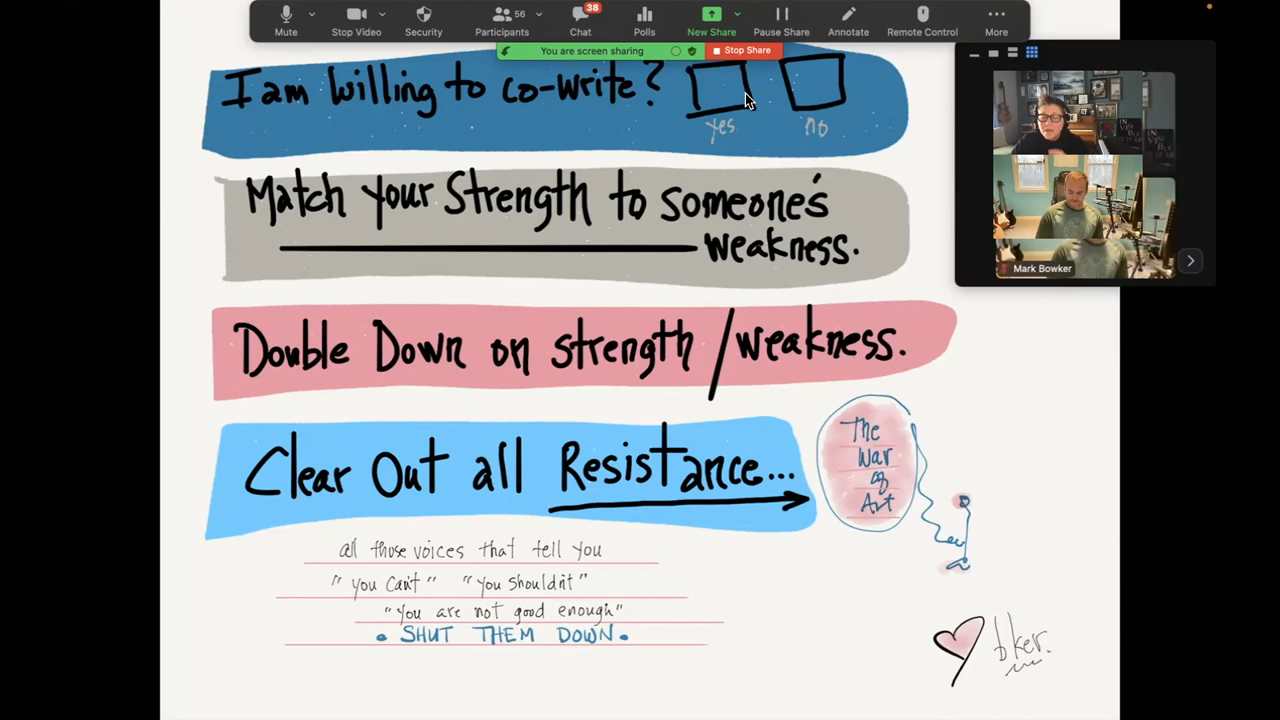 Mute
Stop Video
Security
56
Participants
38
Chat
Polls
New Share
Pause Share
Annotate
Remote Control
More
You are screen sharing
Stop Share
I am willing to co-write?
yes
no
Match your strength to someone's
weakness.
Mark Bowker
Double Down on strength/weakness.
Clear Out all Resistance...
The
War
of
Art
all those voices that tell you
"you can't" "you shouldn't"
"you are not good enough"
• SHUT THEM DOWN •
bker.